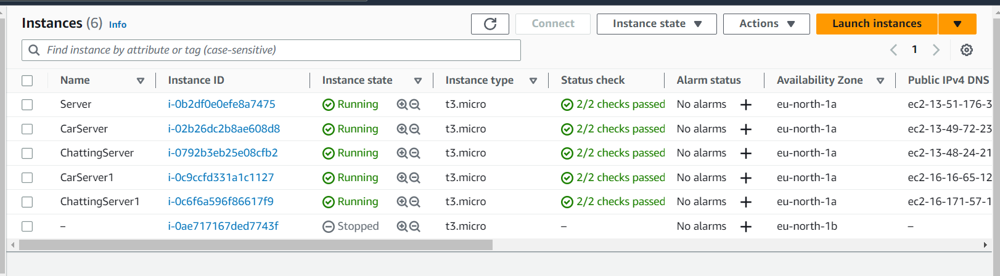 Instances (6) Info Connect Instance state Actions Launch instances
Find instance by attribute or tag (case-sensitive) 1
Name Instance ID Instance state Instance type Status check Alarm status Availability Zone Public IPv4 DNS
Server i-0b2df0e0efe8a7475 Running t3.micro 2/2 checks passed No alarms eu-north-1a ec2-13-51-176-3
CarServer i-02b26dc2b8ae608d8 Running t3.micro 2/2 checks passed No alarms eu-north-1a ec2-13-49-72-23
ChattingServer i-0792b3eb25e08cfb2 Running t3.micro 2/2 checks passed No alarms eu-north-1a ec2-13-48-24-21
CarServer1 i-0c9ccfd331a1c1127 Running t3.micro 2/2 checks passed No alarms eu-north-1a ec2-16-16-65-12
ChattingServer1 i-0c6f6a596f86617f9 Running t3.micro 2/2 checks passed No alarms eu-north-1a ec2-16-171-57-1
– i-0ae717167ded7743f Stopped t3.micro – No alarms eu-north-1b –